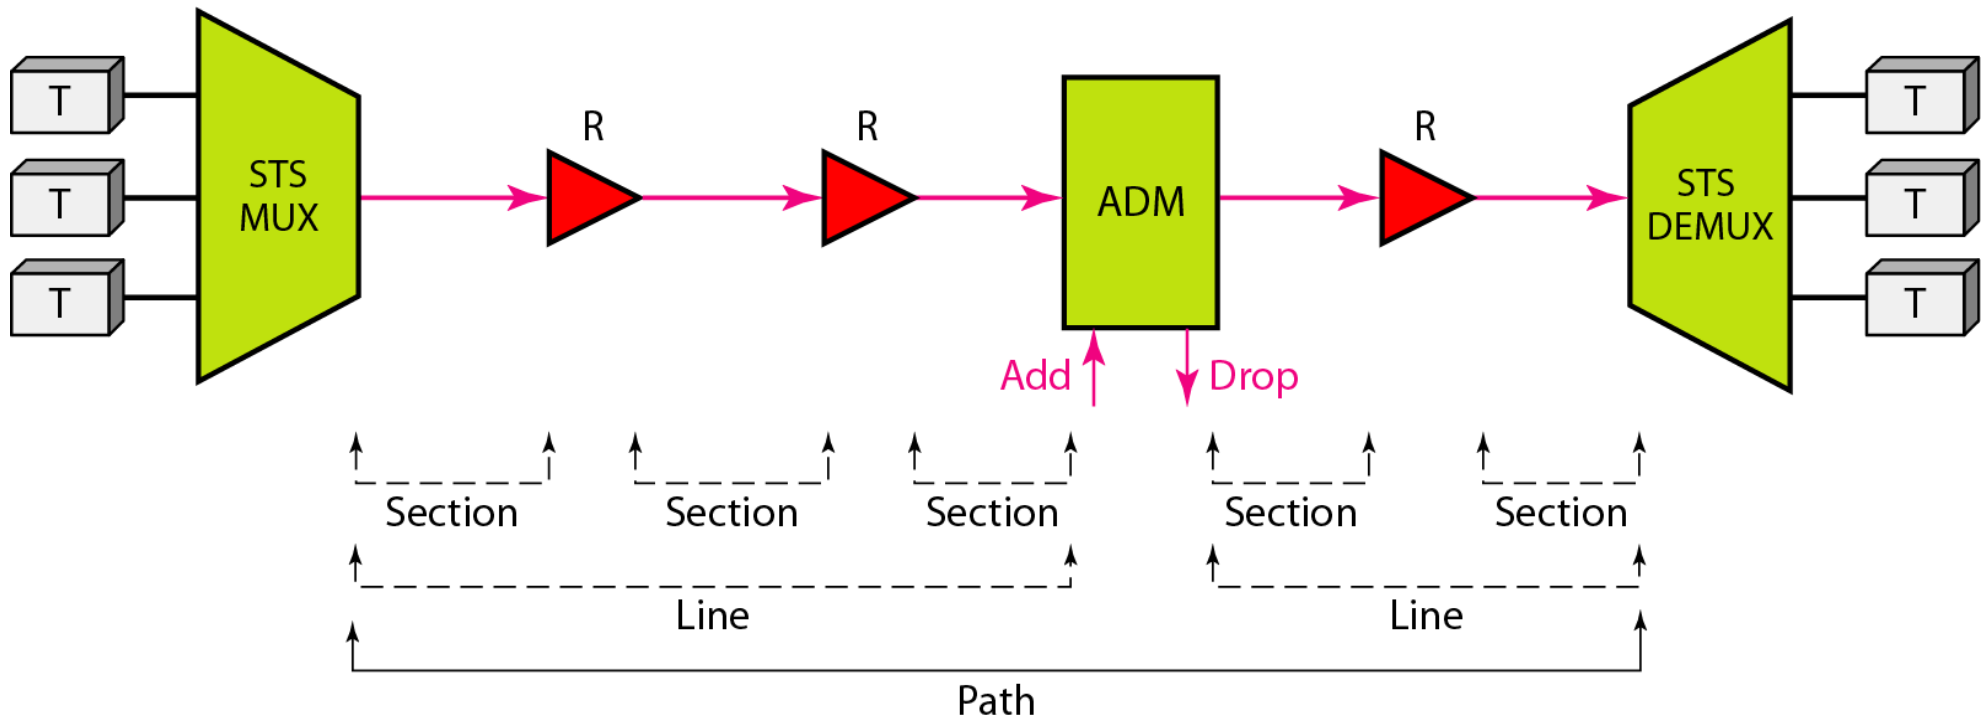 R R R
T T
STS
MUX
ADM
STS
DEMUX
T T
T T
Add Drop
Section Section Section Section Section
Line Line
Path